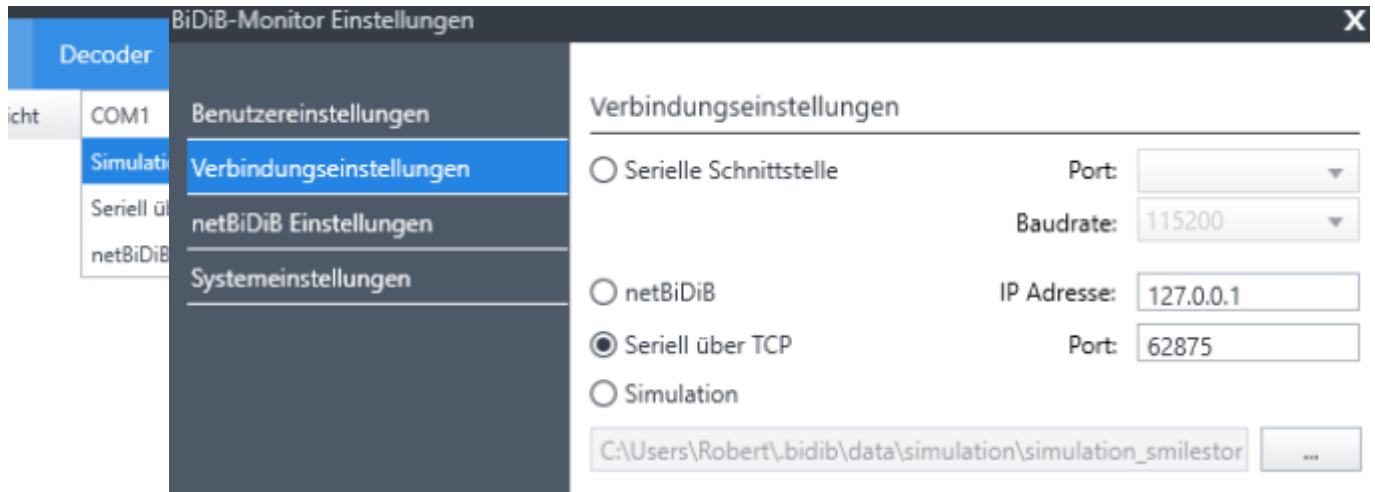 BiDiB-Monitor Einstellungen X
Decoder
icht
COM1
Simulati
Seriell ü
netBiDiB
Benutzereinstellungen
Verbindungseinstellungen
netBiDiB Einstellungen
Systemeinstellungen
Verbindungseinstellungen
Serielle Schnittstelle Port:
Baudrate: 115200
netBiDiB IP Adresse: 127.0.0.1
Seriell über TCP Port: 62875
Simulation
C:\Users\Robert\.bidib\data\simulation\simulation_smilestor ...